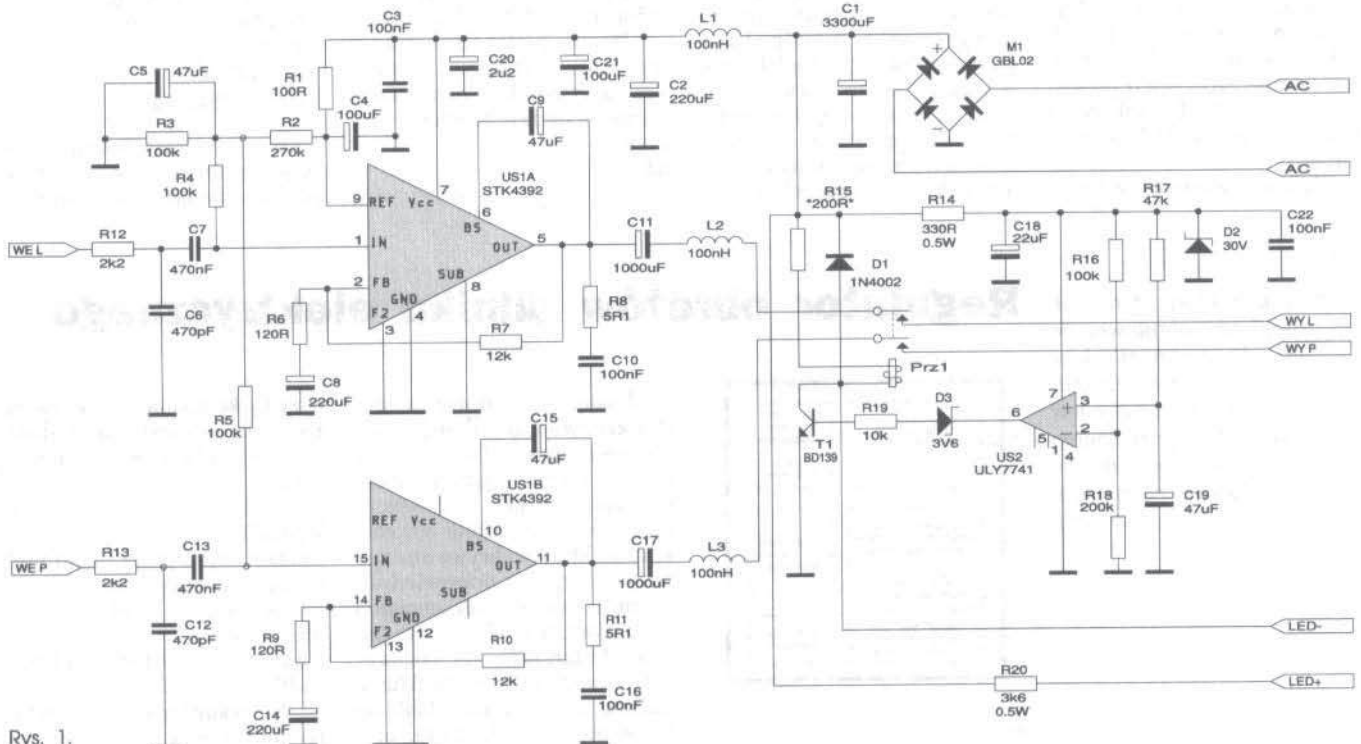 C3
100nF
L1
100nH
C1
3300uF
M1
GBL02
AC
AC
C5
47uF
R1
100R
C4
100uF
C20
2u2
C21
100uF
C2
220uF
C9
47uF
R3
100k
R2
270k
R4
100k
US1A
STK4392
9
REF
Vcc
7
6
BS
1
IN
OUT
5
2
FB
SUB
8
GND
F2
3
4
WE L
R12
2k2
C7
470nF
C6
470pF
R6
120R
C8
220uF
R7
12k
R8
5R1
C10
100nF
C11
1000uF
L2
100nH
R15
*200R*
R14
330R
0.5W
R17
47k
C18
22uF
R16
100k
D2
30V
C22
100nF
D1
1N4002
WY L
WY P
Prz1
D3
3V6
R19
10k
T1
BD139
6
7
3
+
2
-
5
1
4
US2
ULY7741
R18
200k
C19
47uF
R5
100k
C15
47uF
US1B
STK4392
REF
Vcc
10
BS
WE P
R13
2k2
C13
470nF
15
IN
OUT
11
C17
1000uF
L3
100nH
14
FB
SUB
GND
12
F2
13
C12
470pF
R9
120R
C14
220uF
R10
12k
R11
5R1
C16
100nF
LED-
R20
3k6
0.5W
LED+
Rys. 1.